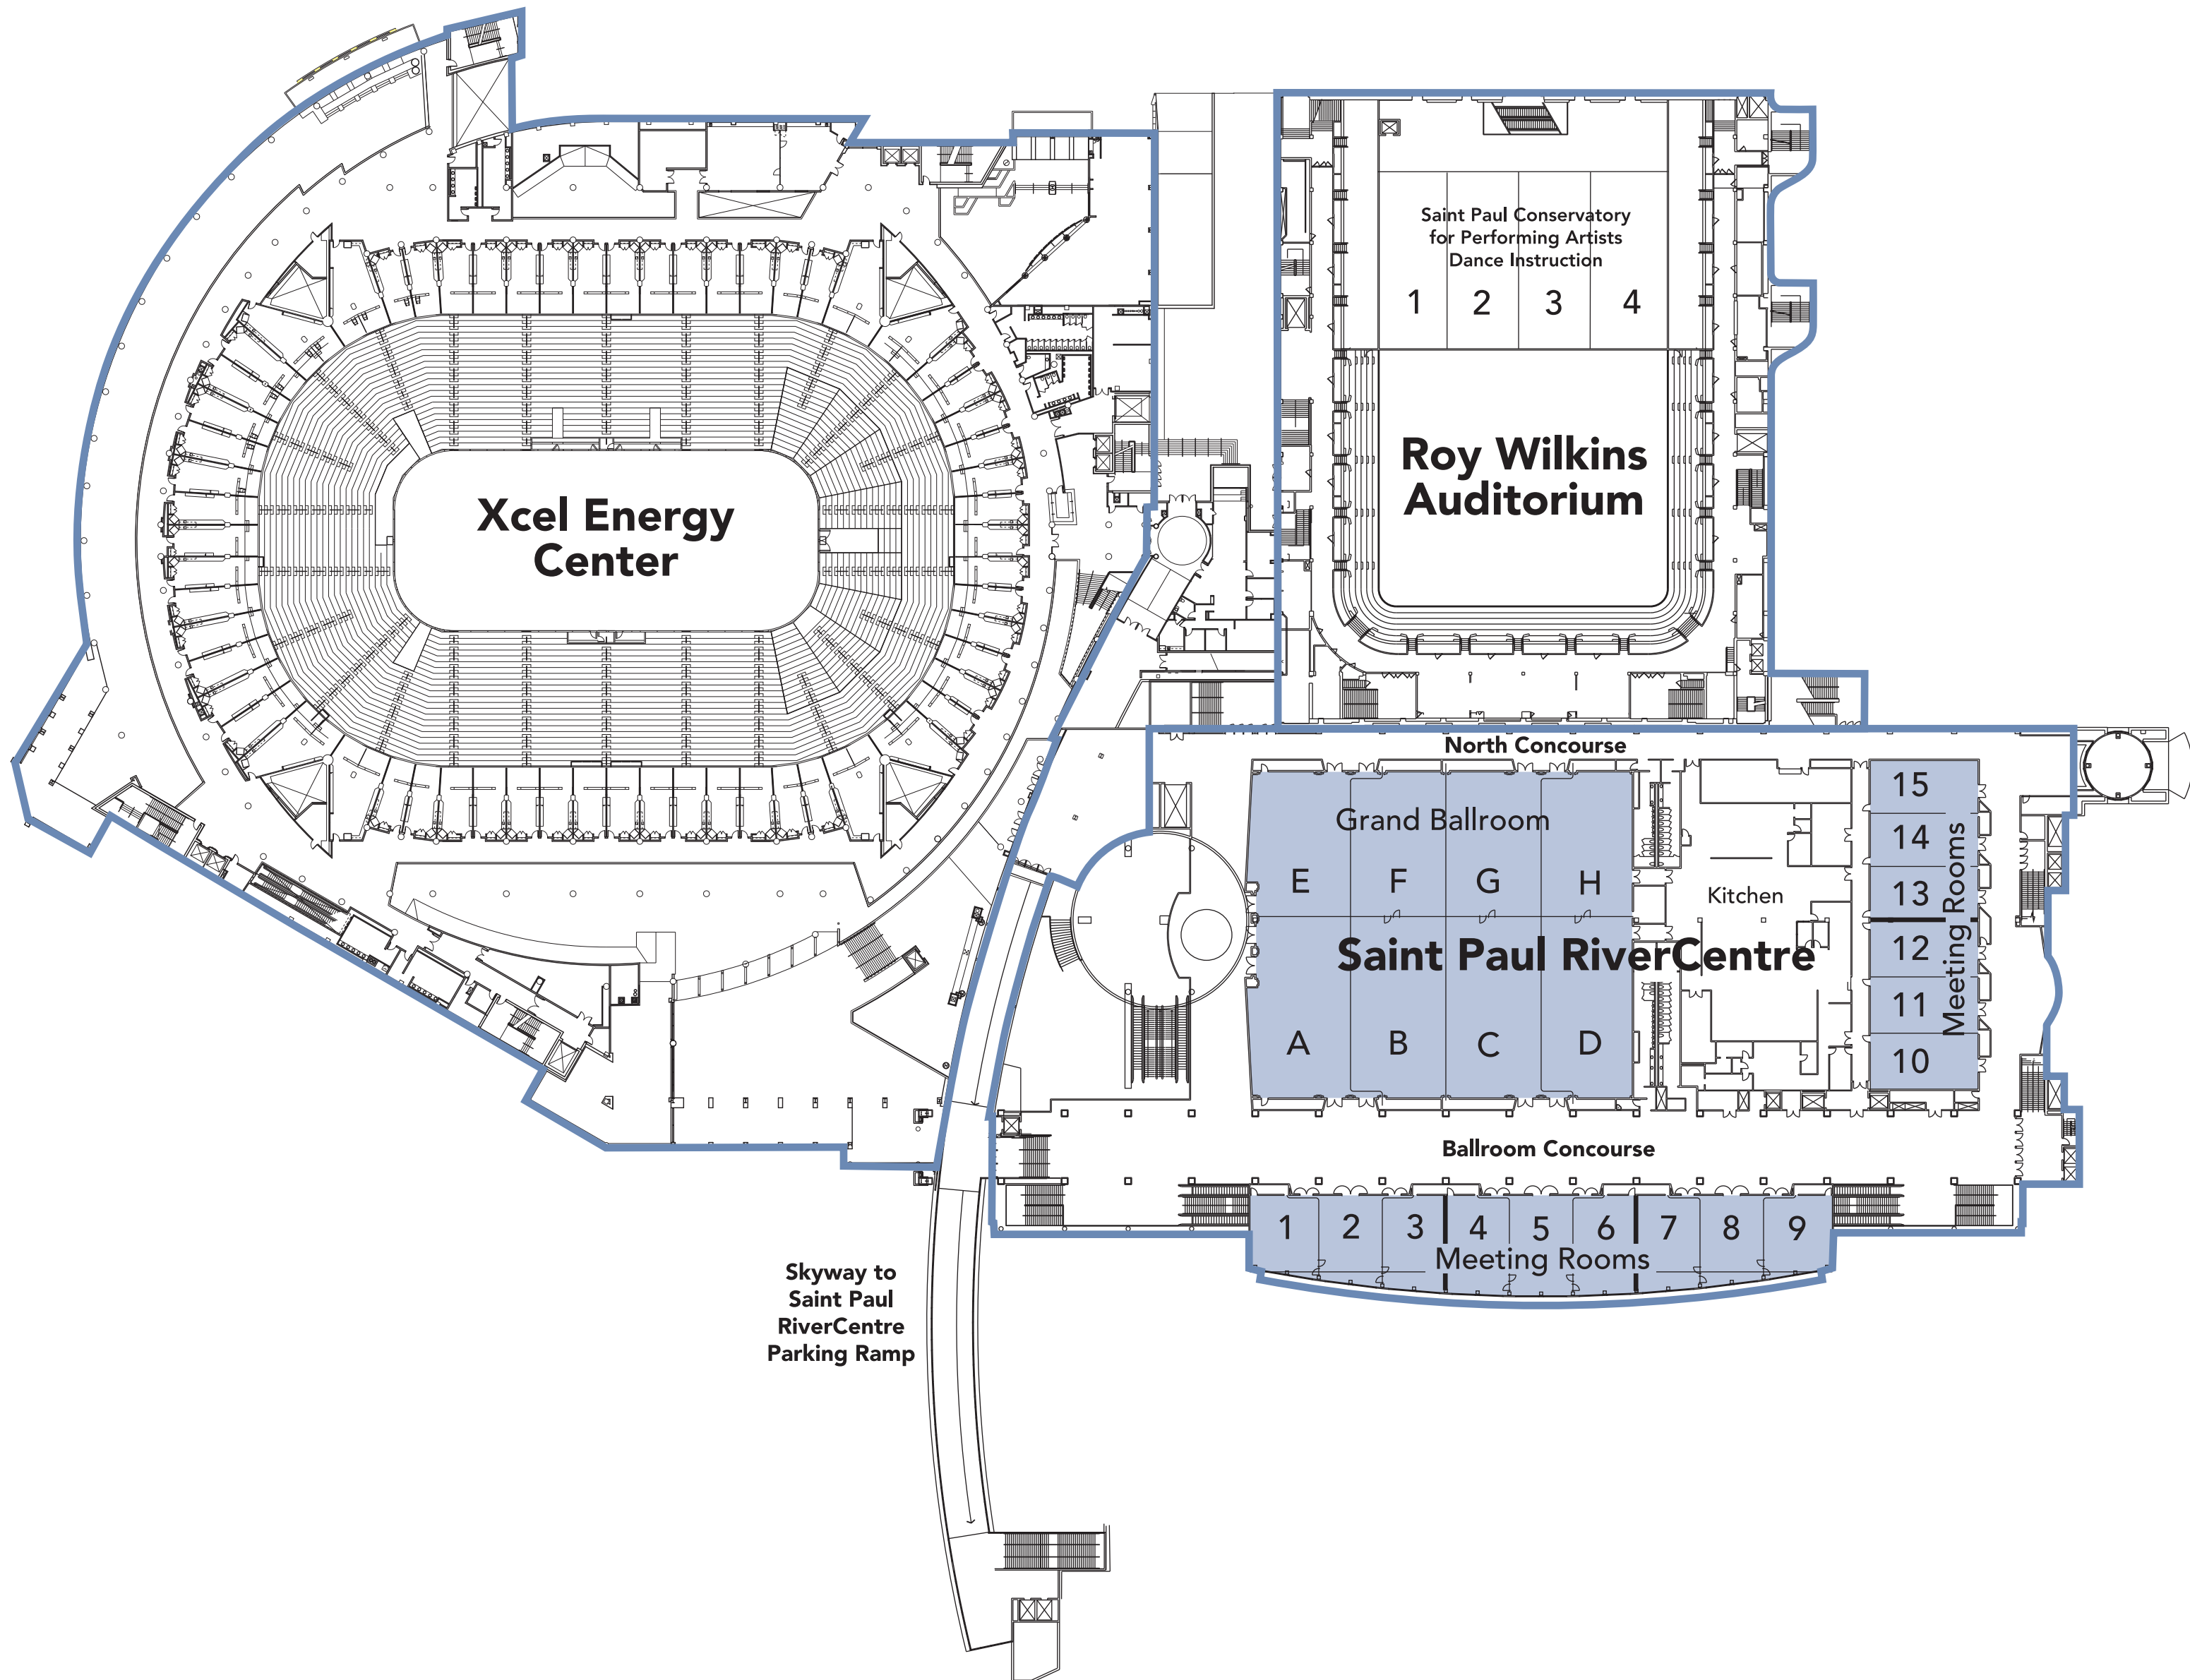 Xcel Energy
Center
Saint Paul Conservatory
for Performing Artists
Dance Instruction
1 2 3 4
Roy Wilkins
Auditorium
North Concourse
Grand Ballroom
E F G H
Saint Paul RiverCentre
A B C D
Kitchen
15
14
13
12
11
10
Meeting Rooms
Ballroom Concourse
1 2 3 4 5 6 7 8 9
Meeting Rooms
Skyway to
Saint Paul
RiverCentre
Parking Ramp